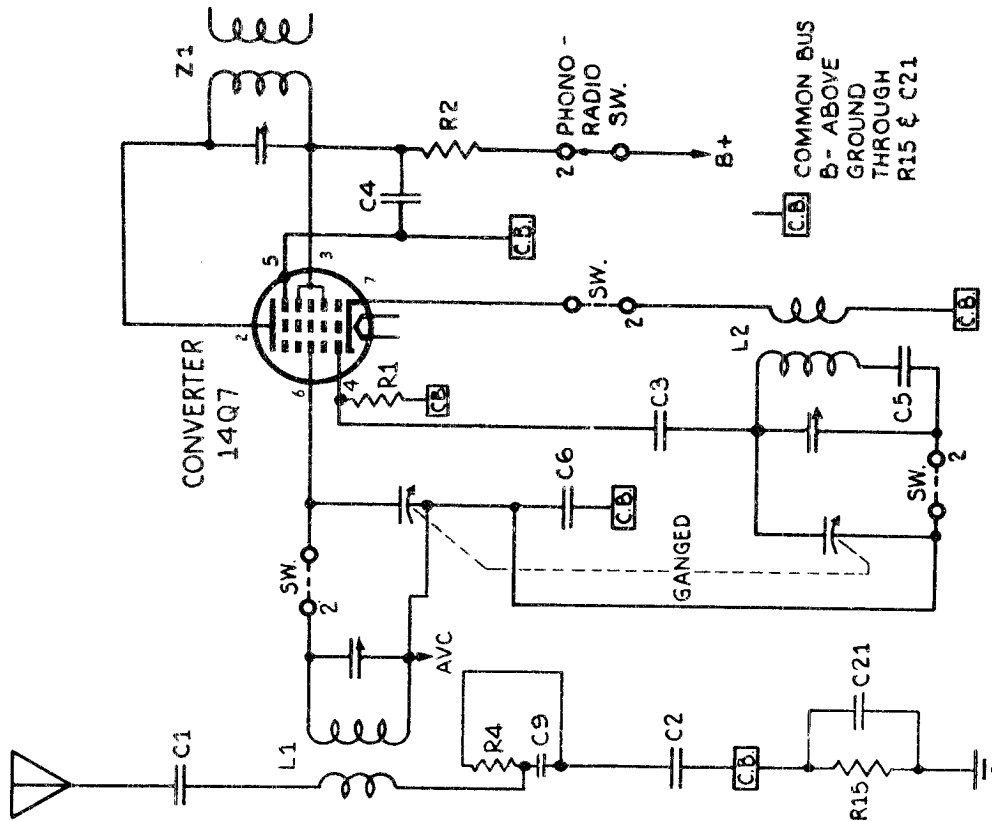 Z1
CONVERTER
14Q7
2
5
3
6
4
7
C4
R2
2
PHONO-
RADIO
SW.
B+
C.B.
R1
CB
SW.
2
SW.
2
L2
C.B.
C3
C5
C6
C.B.
SW.
2
GANGED
AVC
L1
C1
R4
C9
C2
C.B.
R15
C21
C.B.
COMMON BUS
B- ABOVE
GROUND
THROUGH
R15 & C21